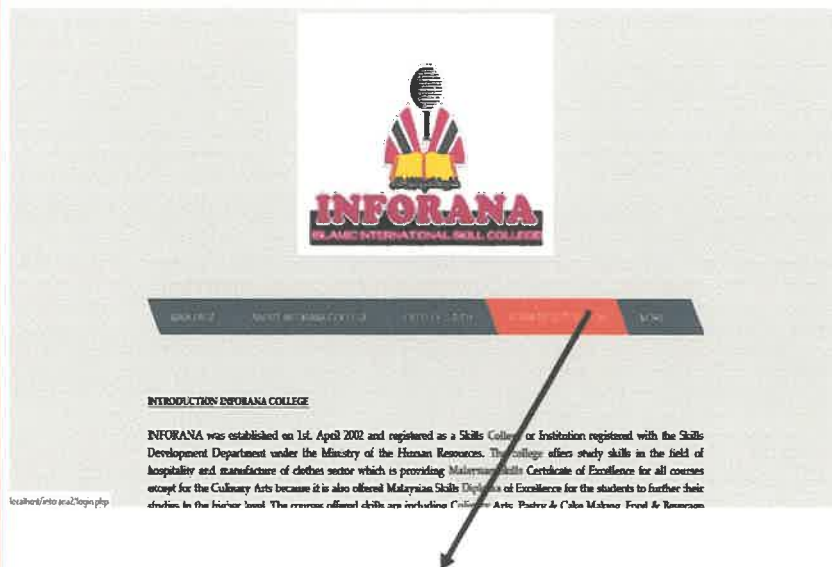 INFORANA
ISLAMIC INTERNATIONAL SKILL COLLEGE
MORE
INTRODUCTION INFORANA COLLEGE
INFORANA was established on 1st. April 2002 and registered as a Skills College or Institution registered with the Skills
Development Department under the Ministry of the Human Resources. The college offers study skills in the field of
hospitality and manufacture of clothes sector which is providing Malaysian Skills Certificate of Excellence for all courses
except for the Culinary Arts because it is also offered Malaysian Skills Diploma of Excellence for the students to further their
studies to the higher level. The courses offered skills are including Culinary Arts, Pastry & Cake Making, Food & Beverage